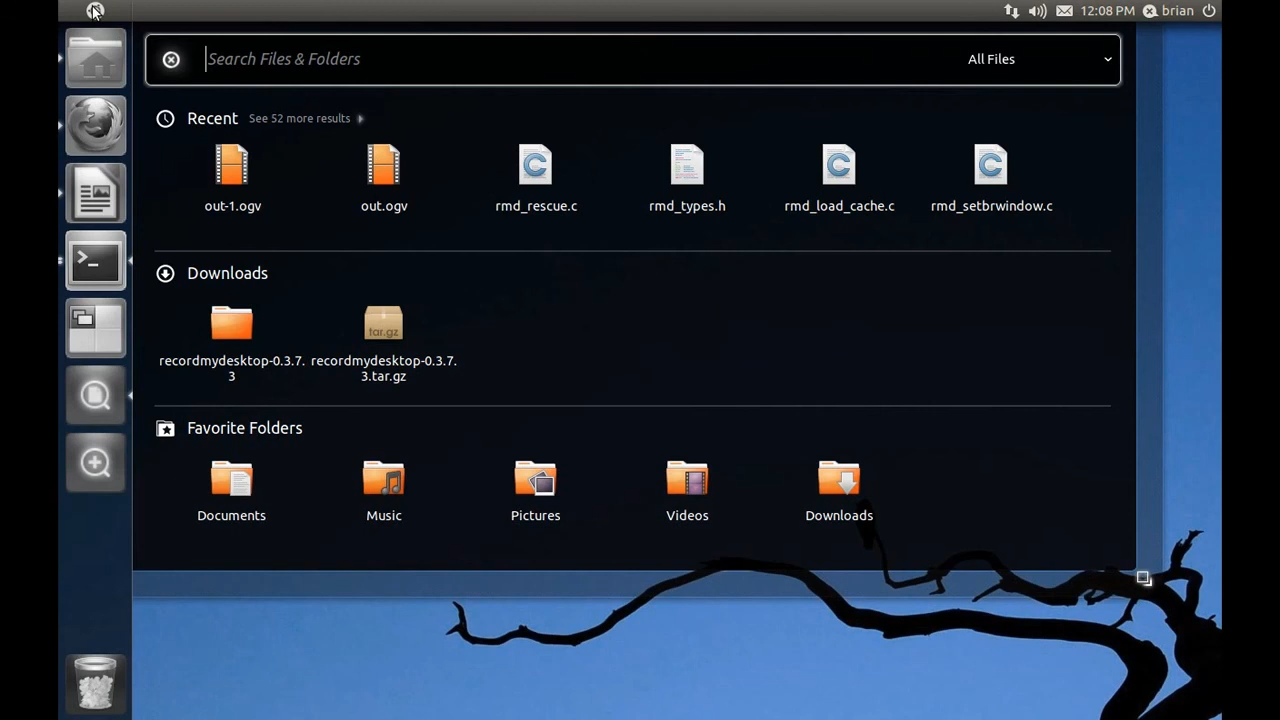 12:08 PM brian
Search Files & Folders All Files
Recent See 52 more results
out-1.ogv out.ogv rmd_rescue.c rmd_types.h rmd_load_cache.c rmd_setbrwindow.c
Downloads
tar.gz
recordmydesktop-0.3.7. recordmydesktop-0.3.7.
3 3.tar.gz
Favorite Folders
Documents Music Pictures Videos Downloads